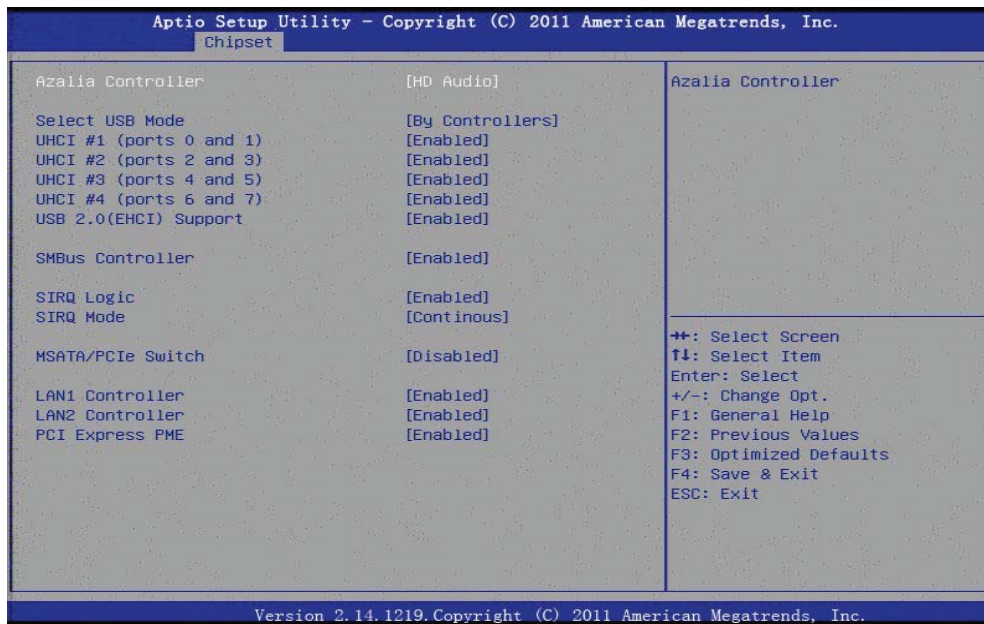 Aptio Setup Utility - Copyright (C) 2011 American Megatrends, Inc.
Chipset
Azalia Controller [HD Audio]
Select USB Mode [By Controllers]
UHCI #1 (ports 0 and 1) [Enabled]
UHCI #2 (ports 2 and 3) [Enabled]
UHCI #3 (ports 4 and 5) [Enabled]
UHCI #4 (ports 6 and 7) [Enabled]
USB 2.0(EHCI) Support [Enabled]
SMBus Controller [Enabled]
SIRQ Logic [Enabled]
SIRQ Mode [Continous]
MSATA/PCIe Switch [Disabled]
LAN1 Controller [Enabled]
LAN2 Controller [Enabled]
PCI Express PME [Enabled]
Azalia Controller
→←: Select Screen
↑↓: Select Item
Enter: Select
+/-: Change Opt.
F1: General Help
F2: Previous Values
F3: Optimized Defaults
F4: Save & Exit
ESC: Exit
Version 2.14.1219. Copyright (C) 2011 American Megatrends, Inc.